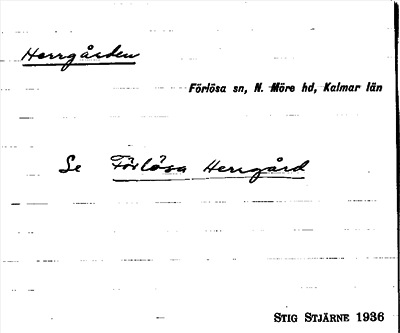 Herrgården
Förlösa sn, N. Möre hd, Kalmar län
Se Förlösa Herrgård
STIG STJÄRNE 1936